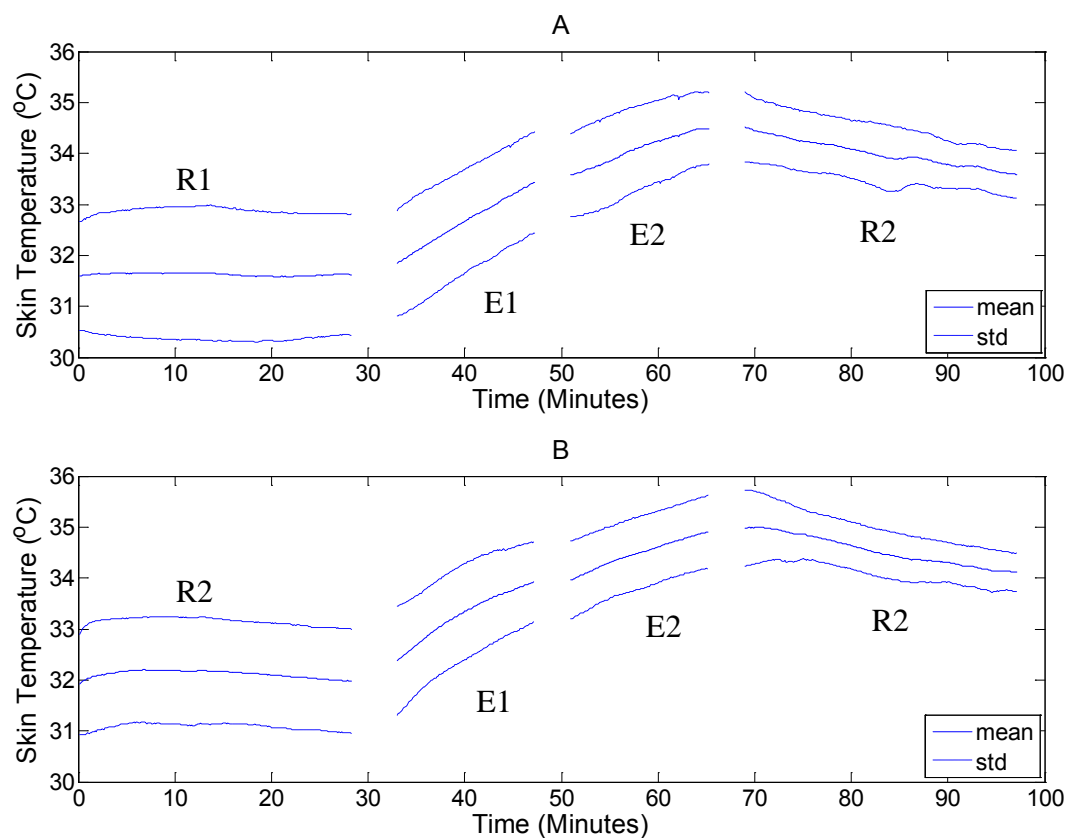 A
36
35
34
33
32
31
30
Skin Temperature (°C)
R1
E1
E2
R2
mean
std
0 10 20 30 40 50 60 70 80 90 100
Time (Minutes)
B
36
35
34
33
32
31
30
Skin Temperature (°C)
R2
E1
E2
R2
mean
std
0 10 20 30 40 50 60 70 80 90 100
Time (Minutes)